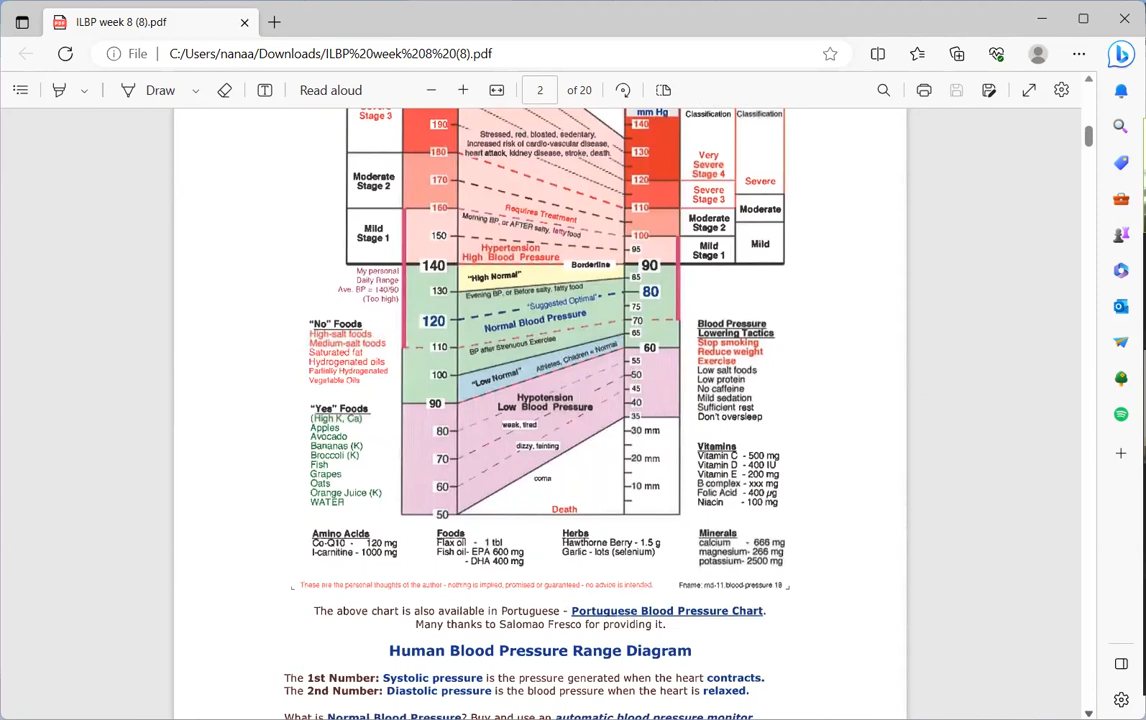 ILBP week 8 (8).pdf
File
C:/Users/nanaa/Downloads/ILBP%20week%208%20(8).pdf
Draw
Read aloud
2
of 20
Stage 3
190
180
Moderate
Stage 2
170
160
Mild
Stage 1
150
140
My personal
Daily Range
Ave. BP = 140/90
(Too high)
130
120
110
100
90
80
70
60
50
Stressed, red, bloated, sedentary,
Increased risk of cardio-vascular disease,
heart attack, kidney disease, stroke, death.
Requires Treatment
Morning BP, or AFTER salty, fatty food
Hypertension
High Blood Pressure
Borderline
"High Normal"
Evening BP, or Before salty, fatty food
"Suggested Optimal"
Normal Blood Pressure
BP after Strenuous Exercise
Athletes, Children = Normal
"Low Normal"
Hypotension
Low Blood Pressure
weak, tired
dizzy, fainting
coma
Death
mm Hg
140
130
120
110
100
95
90
85
80
75
70
65
60
55
50
45
40
35
30 mm
20 mm
10 mm
Classification
Very
Severe
Stage 4
Severe
Stage 3
Moderate
Stage 2
Mild
Stage 1
Classification
Severe
Moderate
Mild
"No" Foods
High-salt foods
Medium-salt foods
Saturated fat
Hydrogenated oils
Partially Hydrogenated
Vegetable Oils
"Yes" Foods
(High K, Ca)
Apples
Avocado
Bananas (K)
Broccoli (K)
Fish
Grapes
Oats
Orange Juice (K)
WATER
Blood Pressure
Lowering Tactics
Stop smoking
Reduce weight
Exercise
Low salt foods
Low protein
No caffeine
Mild sedation
Sufficient rest
Don't oversleep
Vitamins
Vitamin C - 500 mg
Vitamin D - 400 IU
Vitamin E - 200 mg
B complex - xxx mg
Folic Acid - 400 µg
Niacin - 100 mg
Amino Acids
Co-Q10 - 120 mg
l-carnitine - 1000 mg
Foods
Flax oil - 1 tbl
Fish oil- EPA 600 mg
- DHA 400 mg
Herbs
Hawthorne Berry - 1.5 g
Garlic - lots (selenium)
Minerals
calcium - 666 mg
magnesium- 266 mg
potassium- 2500 mg
These are the personal thoughts of the author - nothing is implied, promised or guaranteed - no advice is intended.
Fname: md-11.blood-pressure 18
The above chart is also available in Portuguese - Portuguese Blood Pressure Chart.
Many thanks to Salomao Fresco for providing it.
Human Blood Pressure Range Diagram
The 1st Number: Systolic pressure is the pressure generated when the heart contracts.
The 2nd Number: Diastolic pressure is the blood pressure when the heart is relaxed.
What is Normal Blood Pressure? Buy and use an automatic blood pressure monitor